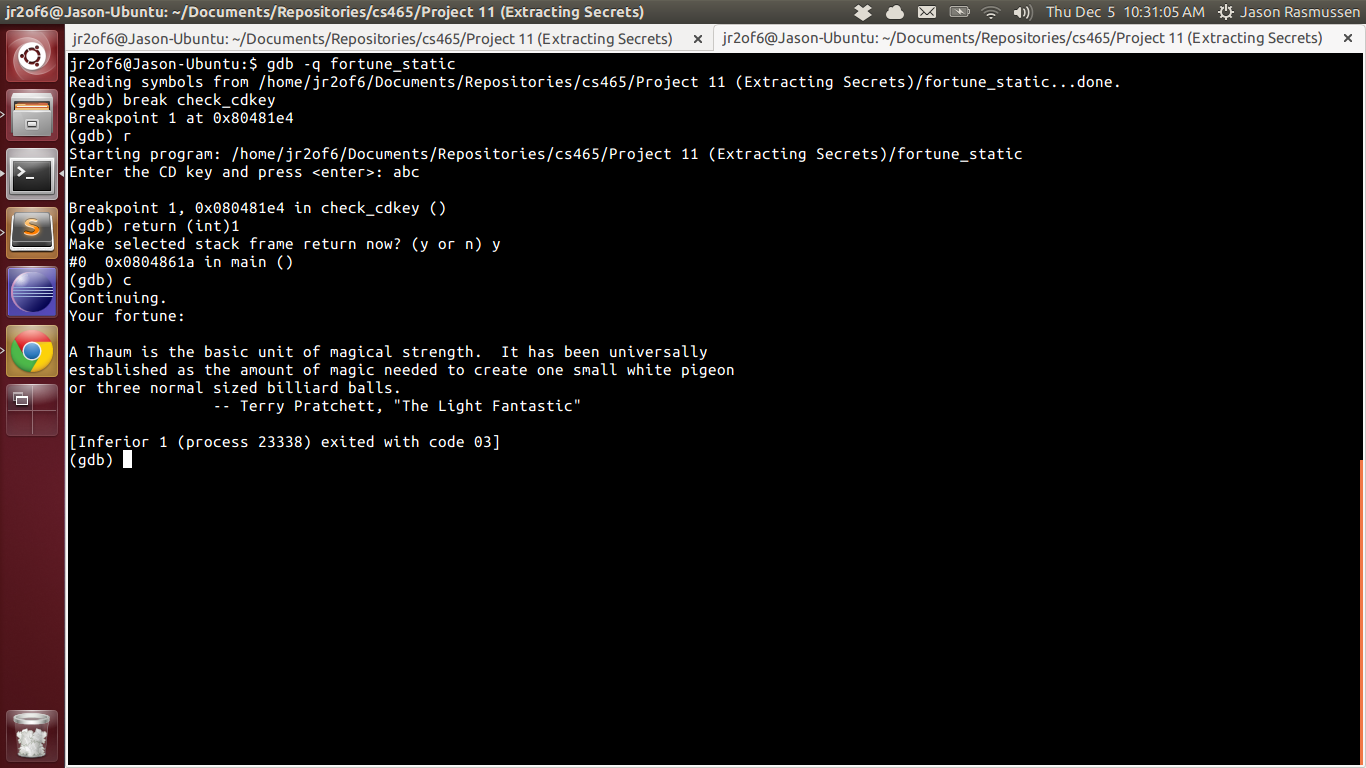 jr2of6@Jason-Ubuntu: ~/Documents/Repositories/cs465/Project 11 (Extracting Secrets)
Thu Dec 5 10:31:05 AM
Jason Rasmussen
jr2of6@Jason-Ubuntu: ~/Documents/Repositories/cs465/Project 11 (Extracting Secrets) ×
jr2of6@Jason-Ubuntu: ~/Documents/Repositories/cs465/Project 11 (Extracting Secrets) ×
jr2of6@Jason-Ubuntu:$ gdb -q fortune_static
Reading symbols from /home/jr2of6/Documents/Repositories/cs465/Project 11 (Extracting Secrets)/fortune_static...done.
(gdb) break check_cdkey
Breakpoint 1 at 0x80481e4
(gdb) r
Starting program: /home/jr2of6/Documents/Repositories/cs465/Project 11 (Extracting Secrets)/fortune_static
Enter the CD key and press <enter>: abc

Breakpoint 1, 0x080481e4 in check_cdkey ()
(gdb) return (int)1
Make selected stack frame return now? (y or n) y
#0  0x0804861a in main ()
(gdb) c
Continuing.
Your fortune:

A Thaum is the basic unit of magical strength.  It has been universally
established as the amount of magic needed to create one small white pigeon
or three normal sized billiard balls.
                -- Terry Pratchett, "The Light Fantastic"

[Inferior 1 (process 23338) exited with code 03]
(gdb)